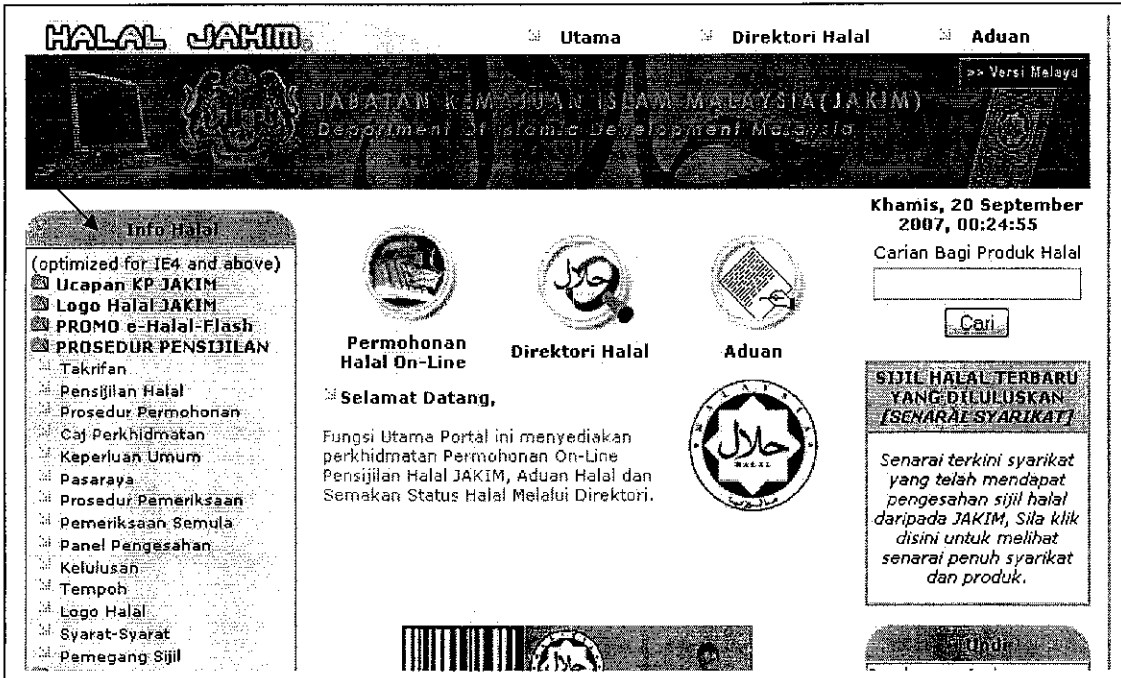 HALAL JAKIM
Utama
Direktori Halal
Aduan
>> Versi Melayu
JABATAN KEMAJUAN ISLAM MALAYSIA(JAKIM)
Department Of Islamic Development Malaysia
Info Halal
(optimized for IE4 and above)
Ucapan KP JAKIM
Logo Halal JAKIM
PROMO e-Halal-Flash
PROSEDUR PENSIJILAN
Takrifan
Pensijilan Halal
Prosedur Permohonan
Caj Perkhidmatan
Keperluan Umum
Pasaraya
Prosedur Pemeriksaan
Pemeriksaan Semula
Panel Pengesahan
Kelulusan
Tempoh
Logo Halal
Syarat-Syarat
Pemegang Sijil
Permohonan
Halal On-Line
حلال
Direktori Halal
Aduan
Selamat Datang,
Fungsi Utama Portal ini menyediakan
perkhidmatan Permohonan On-Line
Pensijilan Halal JAKIM, Aduan Halal dan
Semakan Status Halal Melalui Direktori.
MALAYSIA
حلال
HALAL
مليسيا
حلال
Khamis, 20 September
2007, 00:24:55
Carian Bagi Produk Halal
Cari
SIJIL HALAL TERBARU
YANG DILULUSKAN
[SENARAI SYARIKAT]
Senarai terkini syarikat
yang telah mendapat
pengesahan sijil halal
daripada JAKIM, Sila klik
disini untuk melihat
senarai penuh syarikat
dan produk.
Undi